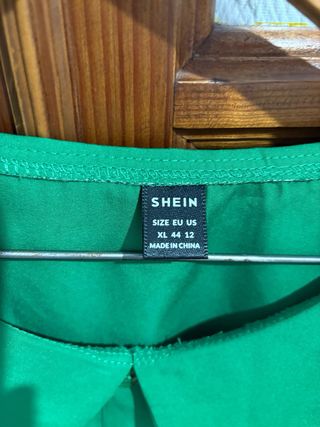 SHEIN
SIZE EU US
XL 44 12
MADE IN CHINA